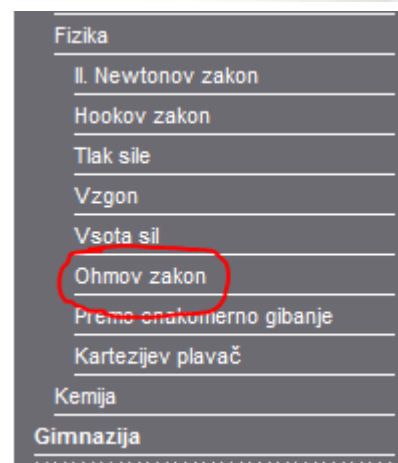 Fizika
II. Newtonov zakon
Hookov zakon
Tlak sile
Vzgon
Vsota sil
Ohmov zakon
Premo enakomerno gibanje
Kartezijev plavač
Kemija
Gimnazija